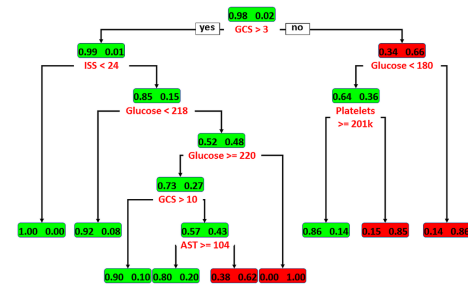 0.98 0.02
yes
GCS > 3
no
0.99 0.01
ISS < 24
0.34 0.66
Glucose < 180
0.85 0.15
Glucose < 218
0.64 0.36
Platelets
>= 201k
0.52 0.48
Glucose >= 220
0.73 0.27
GCS > 10
0.57 0.43
AST >= 104
1.00 0.00
0.92 0.08
0.86 0.14
0.15 0.85
0.14 0.86
0.90 0.10
0.80 0.20
0.38 0.62
0.00 1.00